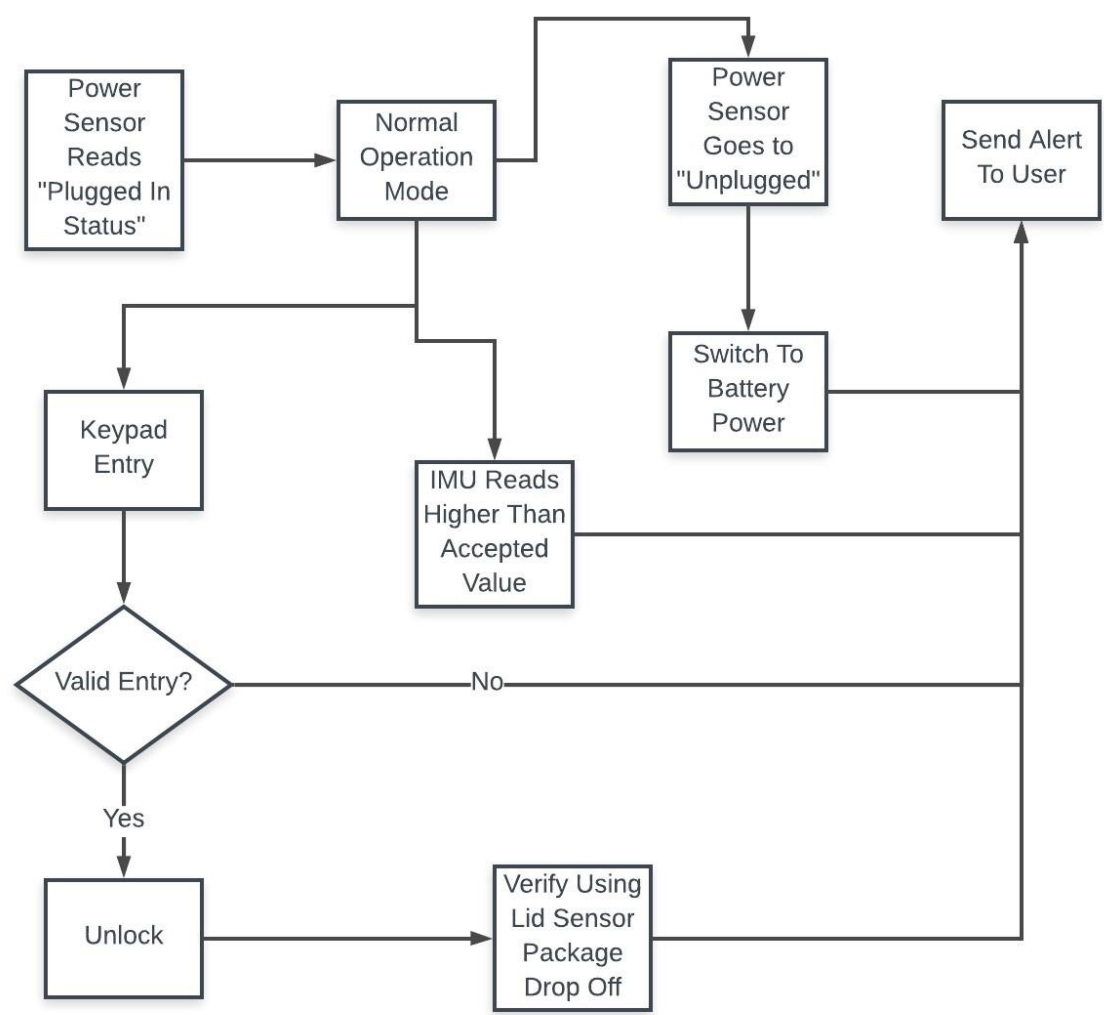 Power
Sensor
Reads
"Plugged In
Status"
Normal
Operation
Mode
Power
Sensor
Goes to
"Unplugged"
Send Alert
To User
Switch To
Battery
Power
Keypad
Entry
IMU Reads
Higher Than
Accepted
Value
Valid Entry?
No
Yes
Unlock
Verify Using
Lid Sensor
Package
Drop Off